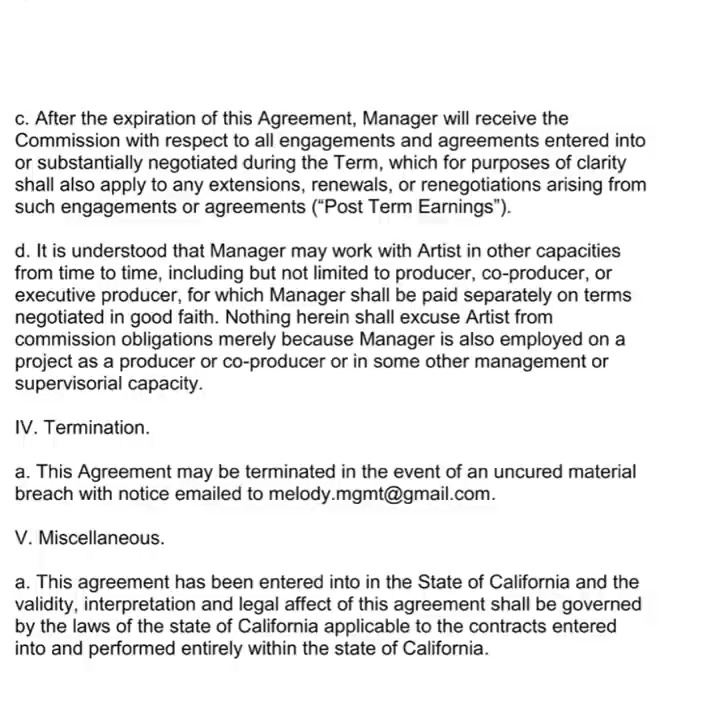 c. After the expiration of this Agreement, Manager will receive the
Commission with respect to all engagements and agreements entered into
or substantially negotiated during the Term, which for purposes of clarity
shall also apply to any extensions, renewals, or renegotiations arising from
such engagements or agreements (“Post Term Earnings”).
d. It is understood that Manager may work with Artist in other capacities
from time to time, including but not limited to producer, co-producer, or
executive producer, for which Manager shall be paid separately on terms
negotiated in good faith. Nothing herein shall excuse Artist from
commission obligations merely because Manager is also employed on a
project as a producer or co-producer or in some other management or
supervisorial capacity.
IV. Termination.
a. This Agreement may be terminated in the event of an uncured material
breach with notice emailed to melody.mgmt@gmail.com.
V. Miscellaneous.
a. This agreement has been entered into in the State of California and the
validity, interpretation and legal affect of this agreement shall be governed
by the laws of the state of California applicable to the contracts entered
into and performed entirely within the state of California.